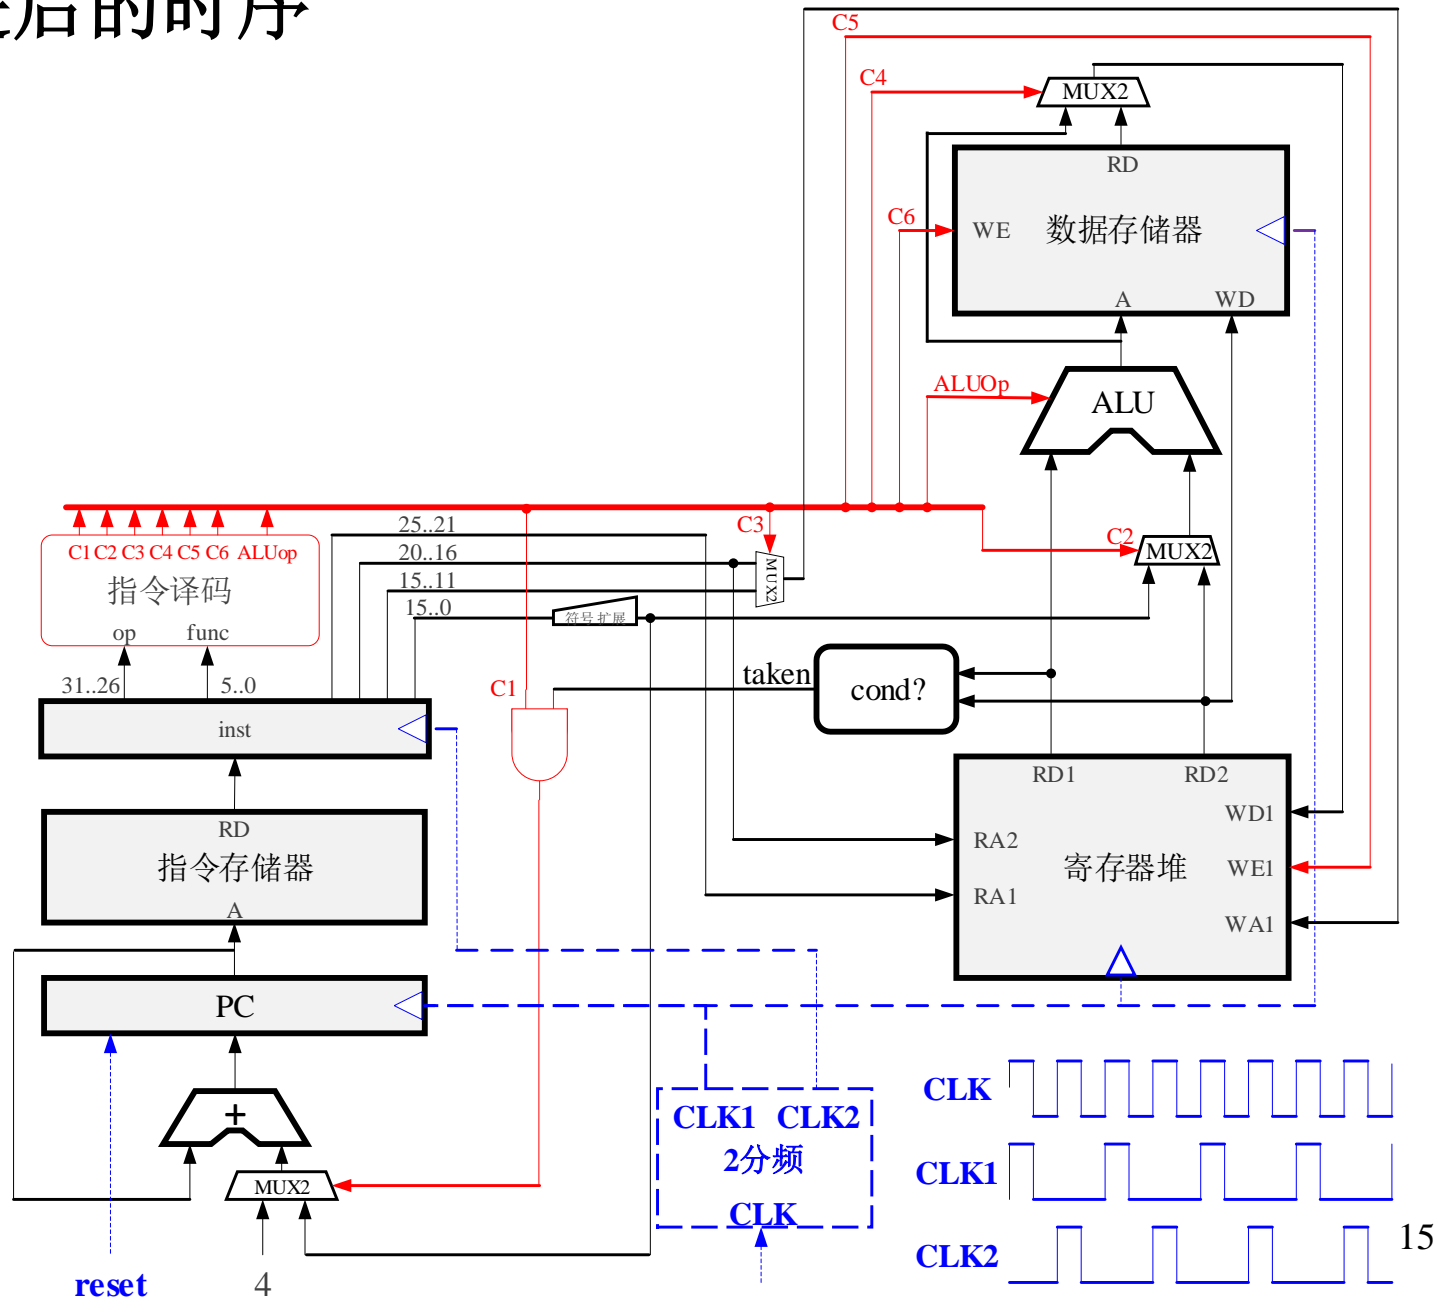 后的时序
C5
C4
MUX2
RD
C6
WE
数据存储器
A
WD
ALUOp
ALU
C3
C2
MUX2
MUX2
C1 C2 C3 C4 C5 C6 ALUop
指令译码
op
func
25..21
20..16
15..11
15..0
符号扩展
31..26
5..0
C1
taken
cond?
inst
RD
指令存储器
A
RD1
RD2
WD1
RA2
寄存器堆
WE1
RA1
WA1
PC
+
MUX2
reset
4
CLK1 CLK2
2分频
CLK
CLK
CLK1
CLK2
15